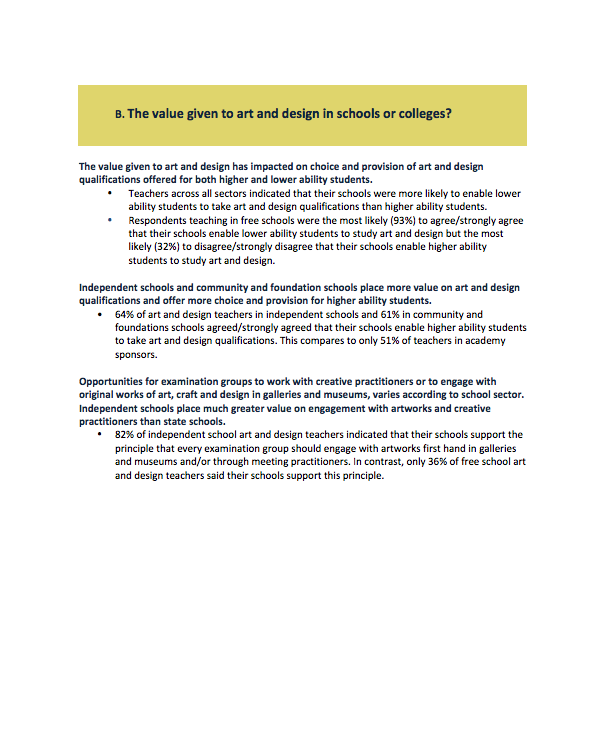 B. The value given to art and design in schools or colleges?
The value given to art and design has impacted on choice and provision of art and design
qualifications offered for both higher and lower ability students.
• Teachers across all sectors indicated that their schools were more likely to enable lower
ability students to take art and design qualifications than higher ability students.
• Respondents teaching in free schools were the most likely (93%) to agree/strongly agree
that their schools enable lower ability students to study art and design but the most
likely (32%) to disagree/strongly disagree that their schools enable higher ability
students to study art and design.
Independent schools and community and foundation schools place more value on art and design
qualifications and offer more choice and provision for higher ability students.
• 64% of art and design teachers in independent schools and 61% in community and
foundations schools agreed/strongly agreed that their schools enable higher ability students
to take art and design qualifications. This compares to only 51% of teachers in academy
sponsors.
Opportunities for examination groups to work with creative practitioners or to engage with
original works of art, craft and design in galleries and museums, varies according to school sector.
Independent schools place much greater value on engagement with artworks and creative
practitioners than state schools.
• 82% of independent school art and design teachers indicated that their schools support the
principle that every examination group should engage with artworks first hand in galleries
and museums and/or through meeting practitioners. In contrast, only 36% of free school art
and design teachers said their schools support this principle.